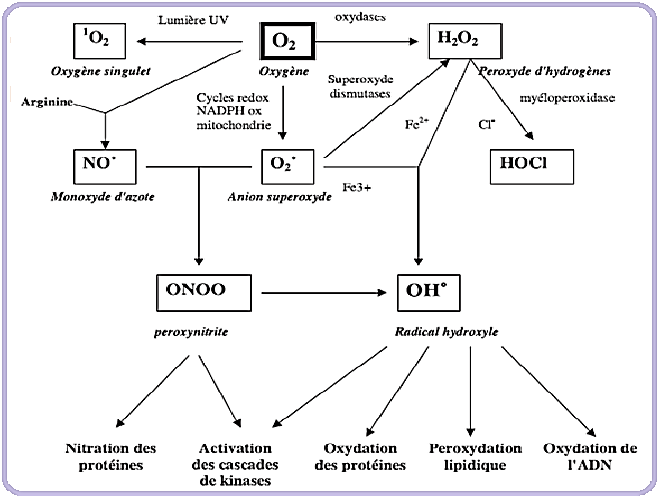 Lumière UV
oxydases
¹O₂
O₂
H₂O₂
Oxygène singulet
Oxygène
Peroxyde d'hydrogènes
Arginine
Cycles redox
NADPH ox
mitochondrie
Superoxyde
dismutases
myéloperoxidase
Fe²⁺
Cl⁻
NO•
O₂•
HOCl
Monoxyde d'azote
Anion superoxyde
Fe3+
ONOO
OH•
peroxynitrite
Radical hydroxyle
Nitration des
protéines
Activation
des cascades
de kinases
Oxydation
des protéines
Peroxydation
lipidique
Oxydation de
l'ADN